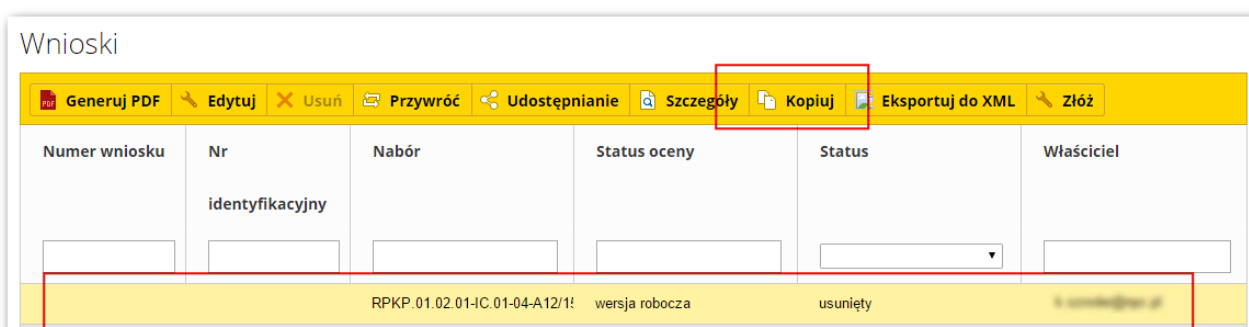 Wnioski
Generuj PDF Edytuj Usuń Przywróć Udostępnianie Szczegóły Kopiuj Eksportuj do XML Złóż
Numer wniosku Nr identyfikacyjny Nabór Status oceny Status Właściciel
RPKP.01.02.01-IC.01-04-A12/15 wersja robocza usunięty